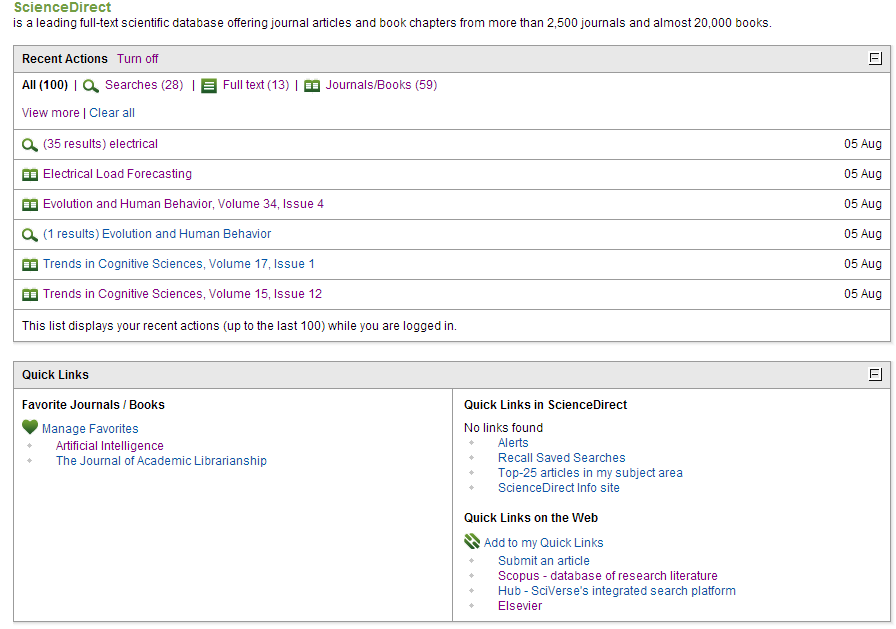 ScienceDirect
is a leading full-text scientific database offering journal articles and book chapters from more than 2,500 journals and almost 20,000 books.
Recent Actions Turn off
All (100) | Searches (28) | Full text (13) | Journals/Books (59)
View more | Clear all
(35 results) electrical 05 Aug
Electrical Load Forecasting 05 Aug
Evolution and Human Behavior, Volume 34, Issue 4 05 Aug
(1 results) Evolution and Human Behavior 05 Aug
Trends in Cognitive Sciences, Volume 17, Issue 1 05 Aug
Trends in Cognitive Sciences, Volume 15, Issue 12 05 Aug
This list displays your recent actions (up to the last 100) while you are logged in.
Quick Links
Favorite Journals / Books
Manage Favorites
Artificial Intelligence
The Journal of Academic Librarianship
Quick Links in ScienceDirect
No links found
Alerts
Recall Saved Searches
Top-25 articles in my subject area
ScienceDirect Info site
Quick Links on the Web
Add to my Quick Links
Submit an article
Scopus - database of research literature
Hub - SciVerse's integrated search platform
Elsevier